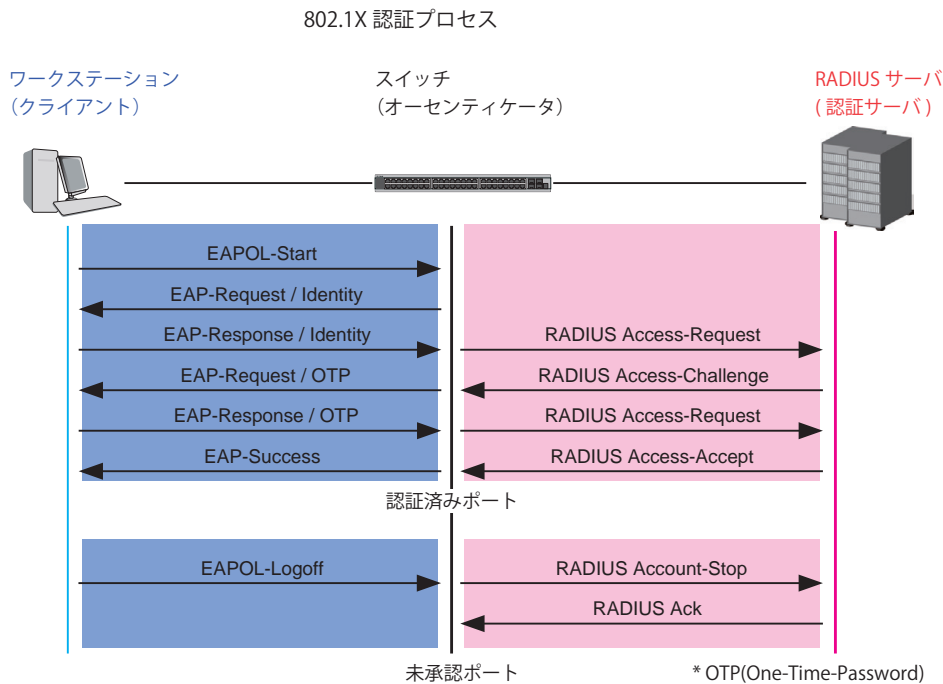 802.1X 認証プロセス
ワークステーション
（クライアント）
スイッチ
（オーセンティケータ）
RADIUS サーバ
( 認証サーバ )
EAPOL-Start
EAP-Request / Identity
EAP-Response / Identity
RADIUS Access-Request
EAP-Request / OTP
RADIUS Access-Challenge
EAP-Response / OTP
RADIUS Access-Request
EAP-Success
RADIUS Access-Accept
認証済みポート
EAPOL-Logoff
RADIUS Account-Stop
RADIUS Ack
未承認ポート
* OTP(One-Time-Password)